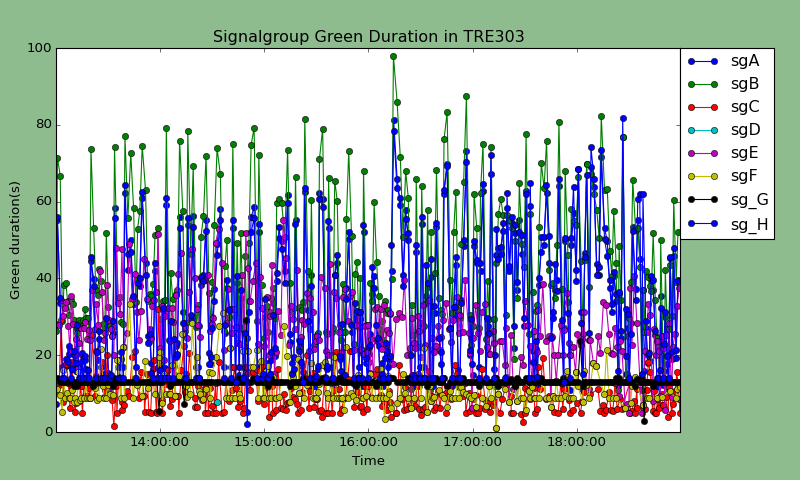 Signalgroup Green Duration in TRE303
100
80
60
40
20
0
Green duration(s)
14:00:00
15:00:00
16:00:00
17:00:00
18:00:00
Time
sgA
sgB
sgC
sgD
sgE
sgF
sg_G
sg_H